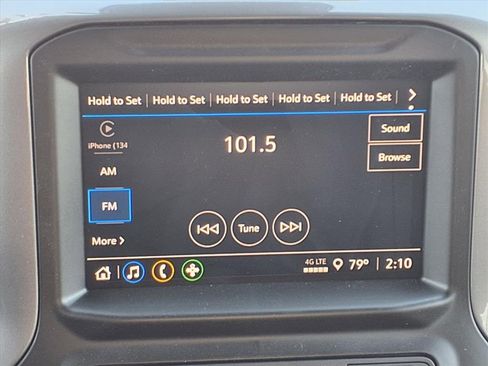 Hold to Set Hold to Set Hold to Set Hold to Set Hold to Set
iPhone (134
101.5
Sound
AM
Browse
FM
Tune
More
4G LTE 79° 2:10